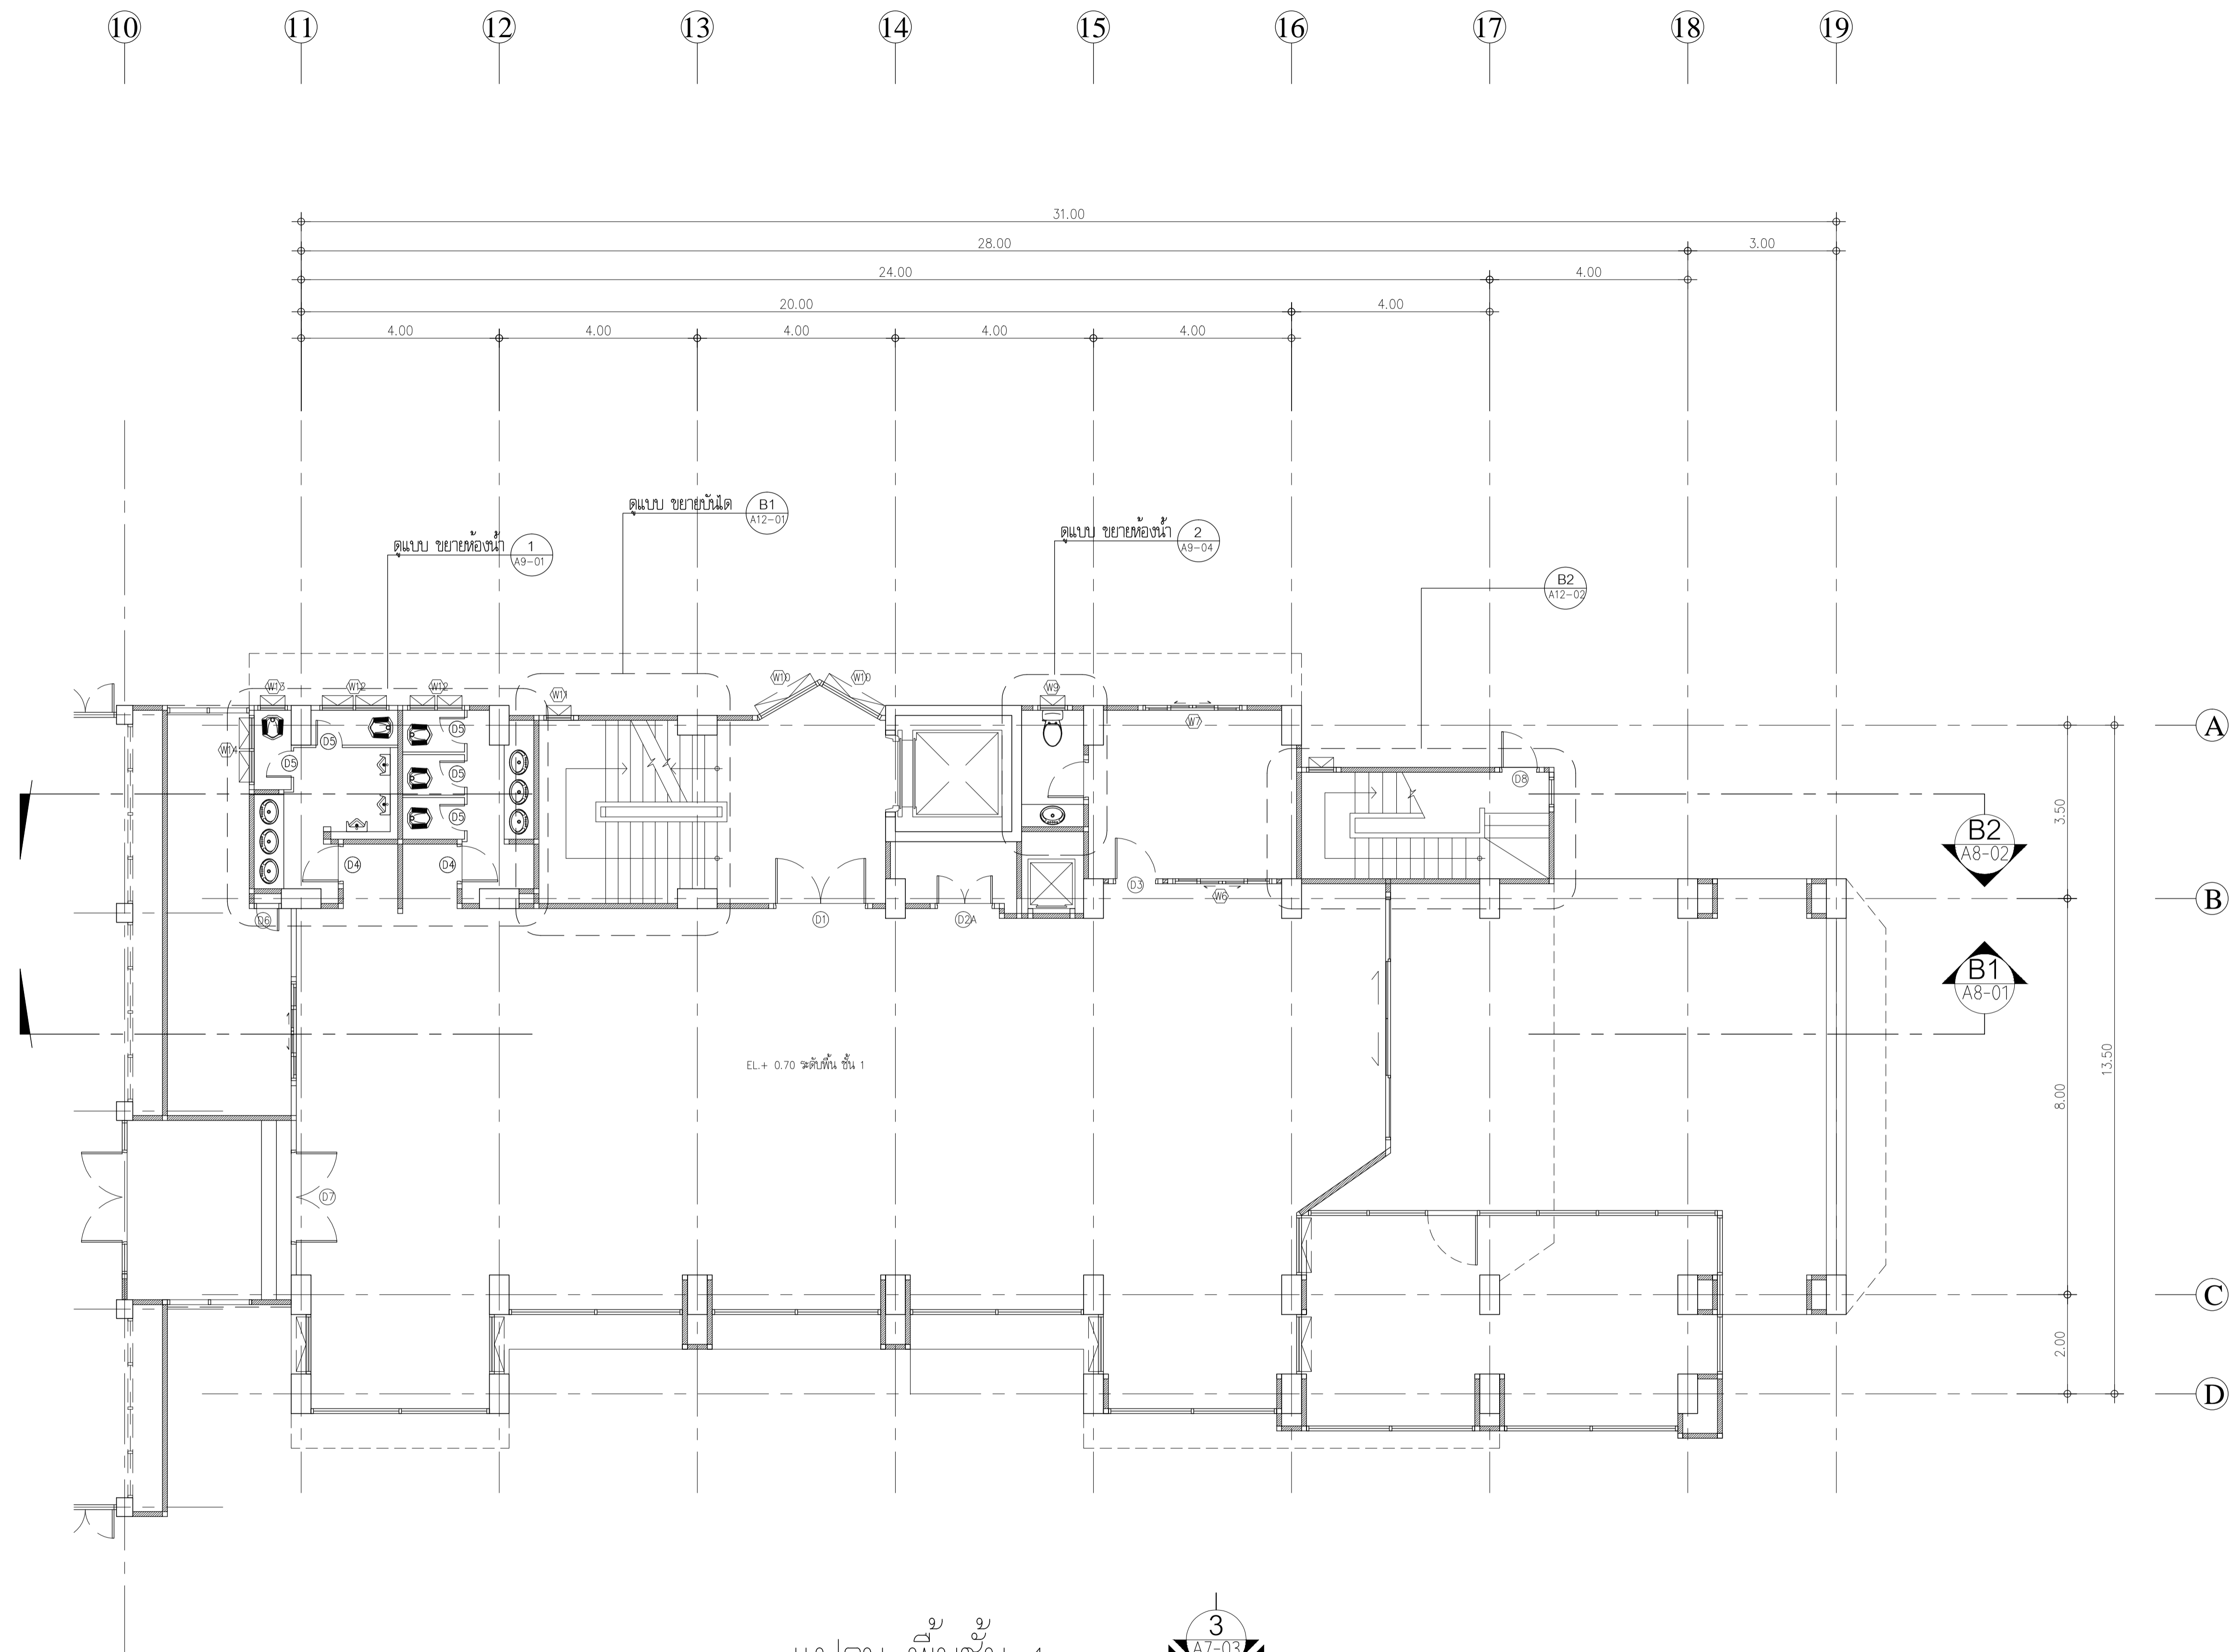 10 11 12 13 14 15 16 17 18 19
31.00
28.00 3.00
24.00 4.00
20.00 4.00
4.00 4.00 4.00 4.00 4.00
ดูแบบ ขยายบันได B1
A12-01
ดูแบบ ขยายห้องน้ำ 1
A9-01
ดูแบบ ขยายห้องน้ำ 2
A9-04
B2
A12-02
W13 W12 W12 W11 W10 W10 W9 W7
A
W14 D5 D5 D5
D5 D8
D5
3.50
B2
A8-02
D4 D4 D3 W6
B
D6 D1 D2A
B1
A8-01
EL.+ 0.70 ระดับพื้น ชั้น 1
13.50
8.00
D7
C
2.00
D
3
A7-03